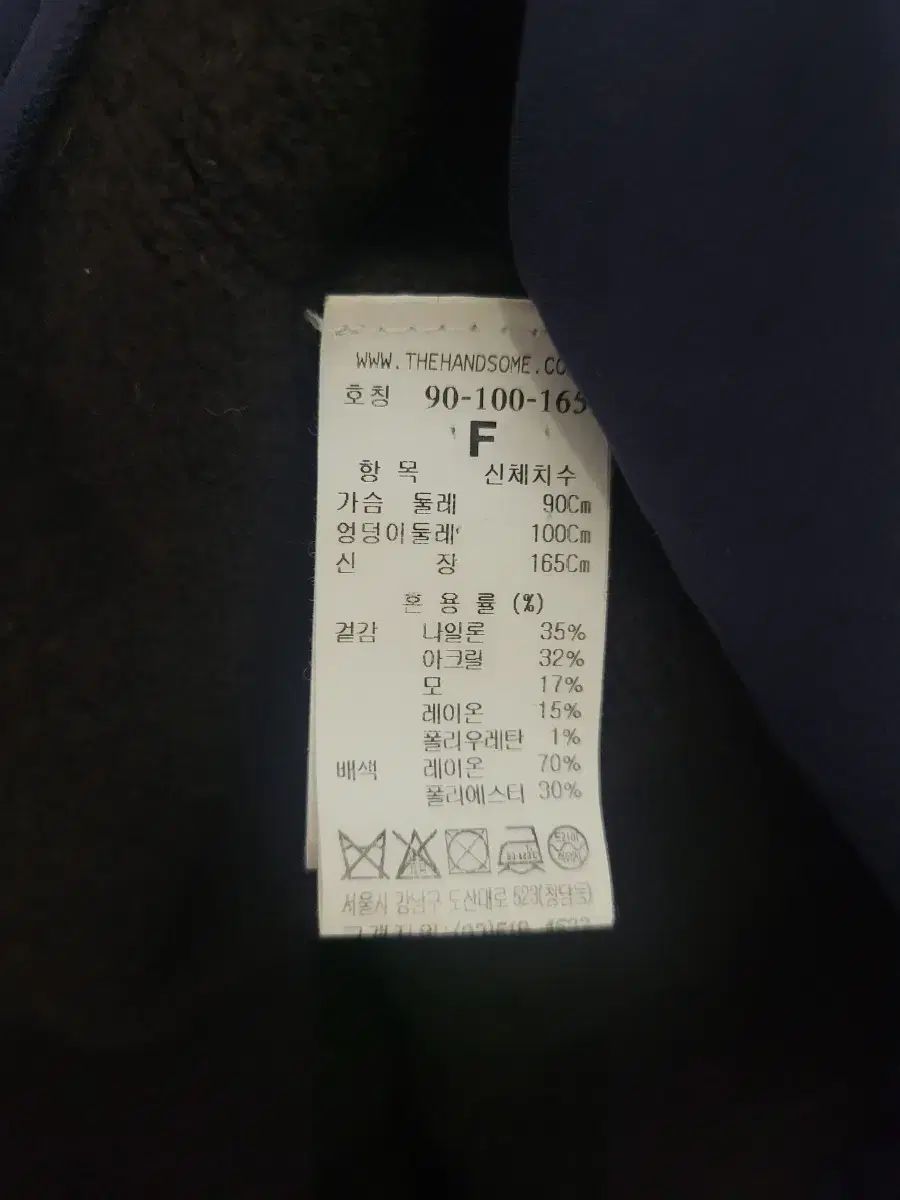 WWW.THEHANDSOME.CO
호칭 90-100-165
F
항 목 신체치수
가슴 둘레 90Cm
엉덩이둘레 100Cm
신 장 165Cm
혼 용 률 (%)
겉감 나일론 35%
아크릴 32%
모 17%
레이온 15%
폴리우레탄 1%
배색 레이온 70%
폴리에스터 30%
드라이
서울시 강남구 도산대로 523(청담동)